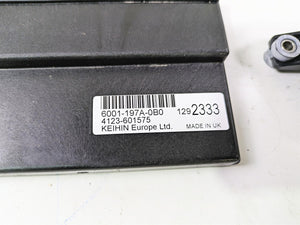 6001-197A-0B0 1292333
4123-601575
KEIHIN Europe Ltd. MADE IN UK